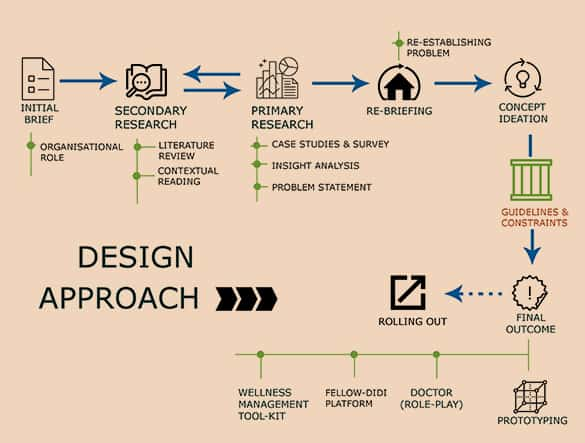 RE-ESTABLISHING
PROBLEM
INITIAL
BRIEF
SECONDARY
RESEARCH
PRIMARY
RESEARCH
RE-BRIEFING
CONCEPT
IDEATION
ORGANISATIONAL
ROLE
LITERATURE
REVIEW
CONTEXTUAL
READING
CASE STUDIES & SURVEY
INSIGHT ANALYSIS
PROBLEM STATEMENT
GUIDELINES &
CONSTRAINTS
DESIGN
APPROACH
ROLLING OUT
FINAL
OUTCOME
WELLNESS
MANAGEMENT
TOOL-KIT
FELLOW-DIDI
PLATFORM
DOCTOR
(ROLE-PLAY)
PROTOTYPING